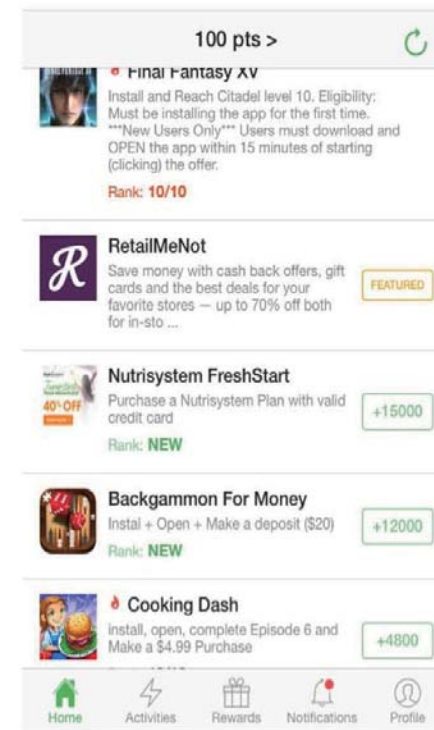 100 pts >
Final Fantasy XV
Install and Reach Citadel level 10. Eligibility:
Must be installing the app for the first time.
***New Users Only*** Users must download and
OPEN the app within 15 minutes of starting
(clicking) the offer.
Rank: 10/10
R
RetailMeNot
Save money with cash back offers, gift
cards and the best deals for your
favorite stores — up to 70% off both
for in-sto ...
FEATURED
Nutrisystem FreshStart
Purchase a Nutrisystem Plan with valid
credit card
Rank: NEW
40% OFF
+15000
Backgammon For Money
Instal + Open + Make a deposit ($20)
Rank: NEW
+12000
Cooking Dash
install, open, complete Episode 6 and
Make a $4.99 Purchase
+4800
Home
Activities
Rewards
Notifications
Profile